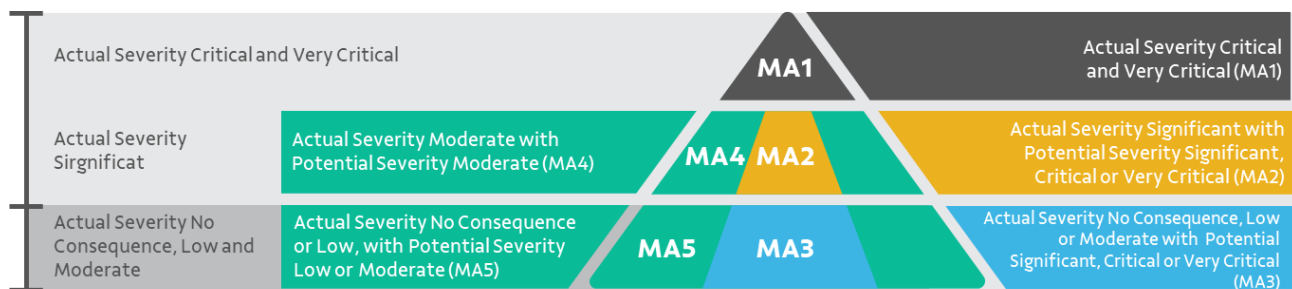 Actual Severity Critical and Very Critical
MA1
Actual Severity Critical
and Very Critical (MA1)
Actual Severity
Sirgnificat
Actual Severity Moderate with
Potential Severity Moderate (MA4)
MA4
MA2
Actual Severity Significant with
Potential Severity Significant,
Critical or Very Critical (MA2)
Actual Severity No
Consequence, Low and
Moderate
Actual Severity No Consequence
or Low, with Potential Severity
Low or Moderate (MA5)
MA5
MA3
Actual Severity No Consequence, Low
or Moderate with Potential
Significant, Critical or Very Critical
(MA3)